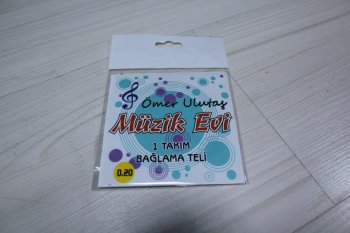 Ömer Ulutaş
Müzik Evi
1 TAKIM
BAĞLAMA TELİ
0.20